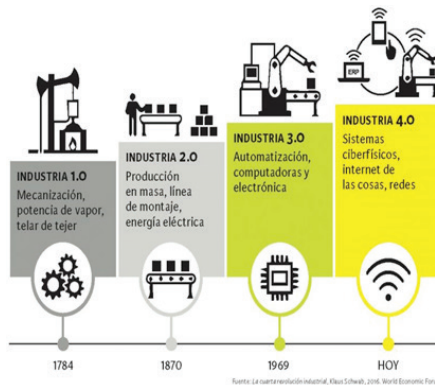 ERP
INDUSTRIA 1.0
Mecanización,
potencia de vapor,
telar de tejer
INDUSTRIA 2.0
Producción
en masa, línea
de montaje,
energía eléctrica
INDUSTRIA 3.0
Automatización,
computadoras y
electrónica
INDUSTRIA 4.0
Sistemas
ciberfísicos,
internet de
las cosas, redes
1784
1870
1969
HOY
Fuente: La cuarta revolución industrial, Klaus Schwab, 2016. World Economic For